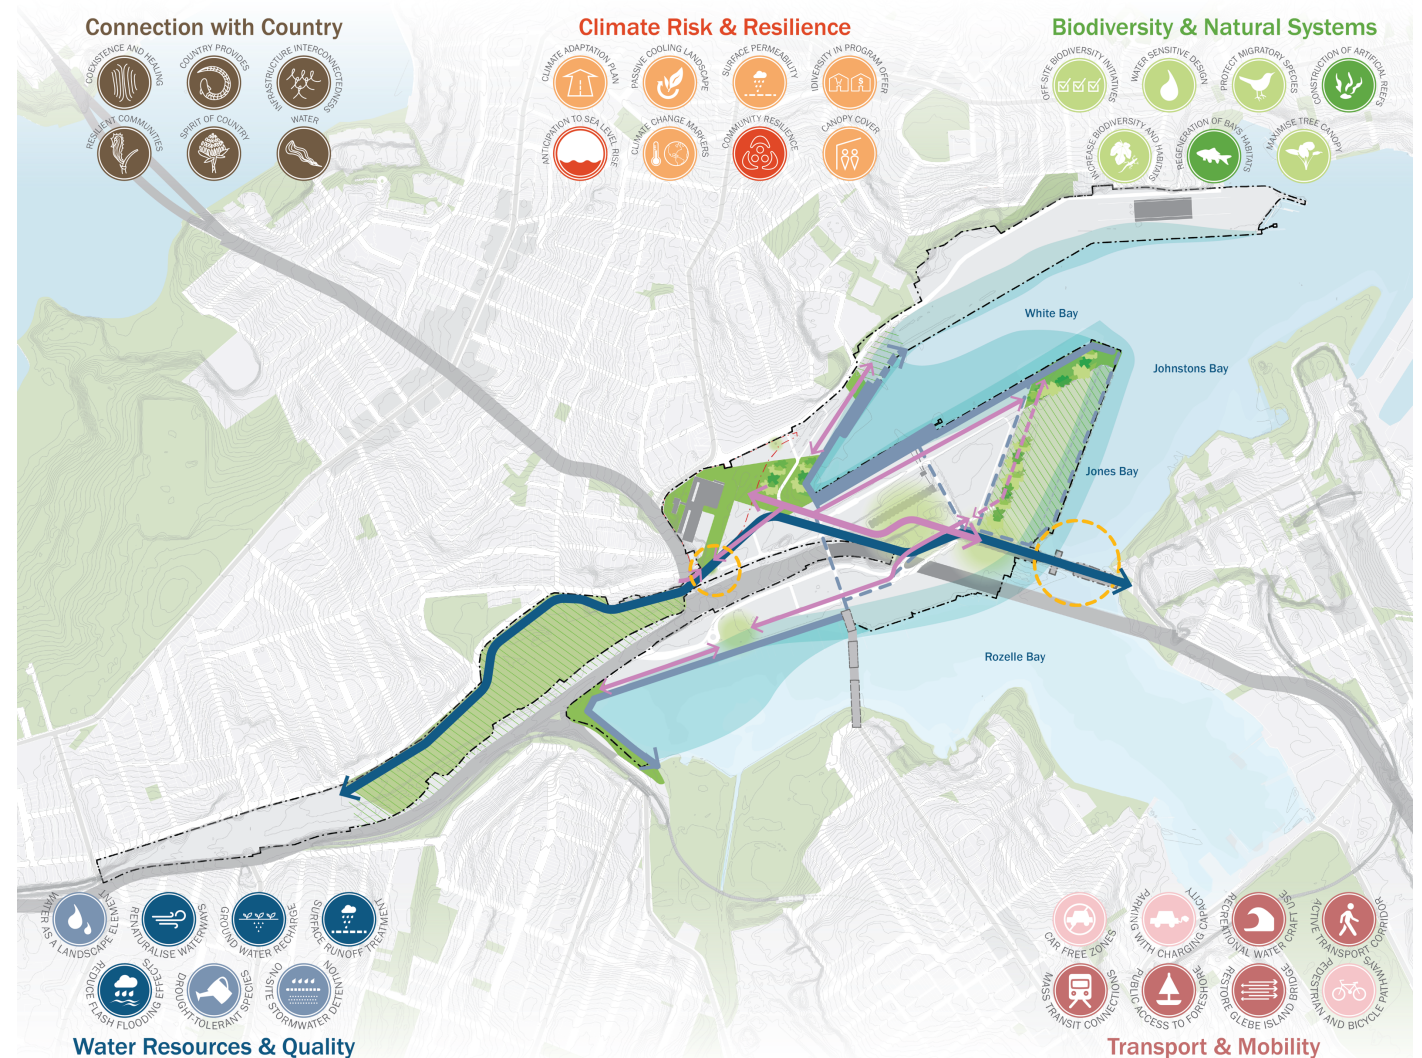 Connection with Country
COEXISTENCE AND HEALING
COUNTRY PROVIDES
INFRASTRUCTURE INTERCONNECTEDNESS
RESILIENT COMMUNITIES
SPIRIT OF COUNTRY
WATER
Climate Risk & Resilience
CLIMATE ADAPTATION PLAN
PASSIVE COOLING LANDSCAPE
SURFACE PERMEABILITY
IDIVERSITY IN PROGRAM OFFER
ANTICIPATION TO SEA LEVEL RISE
CLIMATE CHANGE MARKERS
COMMUNITY RESILIENCE
CANOPY COVER
Biodiversity & Natural Systems
OFF-SITE BIODIVERSITY INITIATIVES
WATER SENSITIVE DESIGN
PROTECT MIGRATORY SPECIES
CONSTRUCTION OF ARTIFICAL REEFS
INCREASE BIODIVERSITY AND HABITATS
REGENERATION OF BAYS HABITATS
MAXIMISE TREE CANOPY
White Bay
Johnstons Bay
Jones Bay
Rozelle Bay
WATER AS A LANDSCAPE ELEMENT
RENATURALISE WATERWAYS
GROUND WATER RECHARGE
SURFACE RUNOFF TREATMENT
REDUCE FLASH FLOODING EFFECTS
DROUGHT-TOLERANT SPECIES
ON-SITE STORMWATER DETENTION
Water Resources & Quality
CAR FREE ZONES
PARKING WITH CHARGING CAPACITY
RECREATIONAL WATER CRAFT USE
ACTIVE TRANSPORT CORRIDOR
MASS TRANSIT CONNECTIONS
PUBLIC ACCESS TO FORESHORE
RESTORE GLEBE ISLAND BRIDGE
PEDESTRIAN AND BICYCLE PATHWAYS
Transport & Mobility